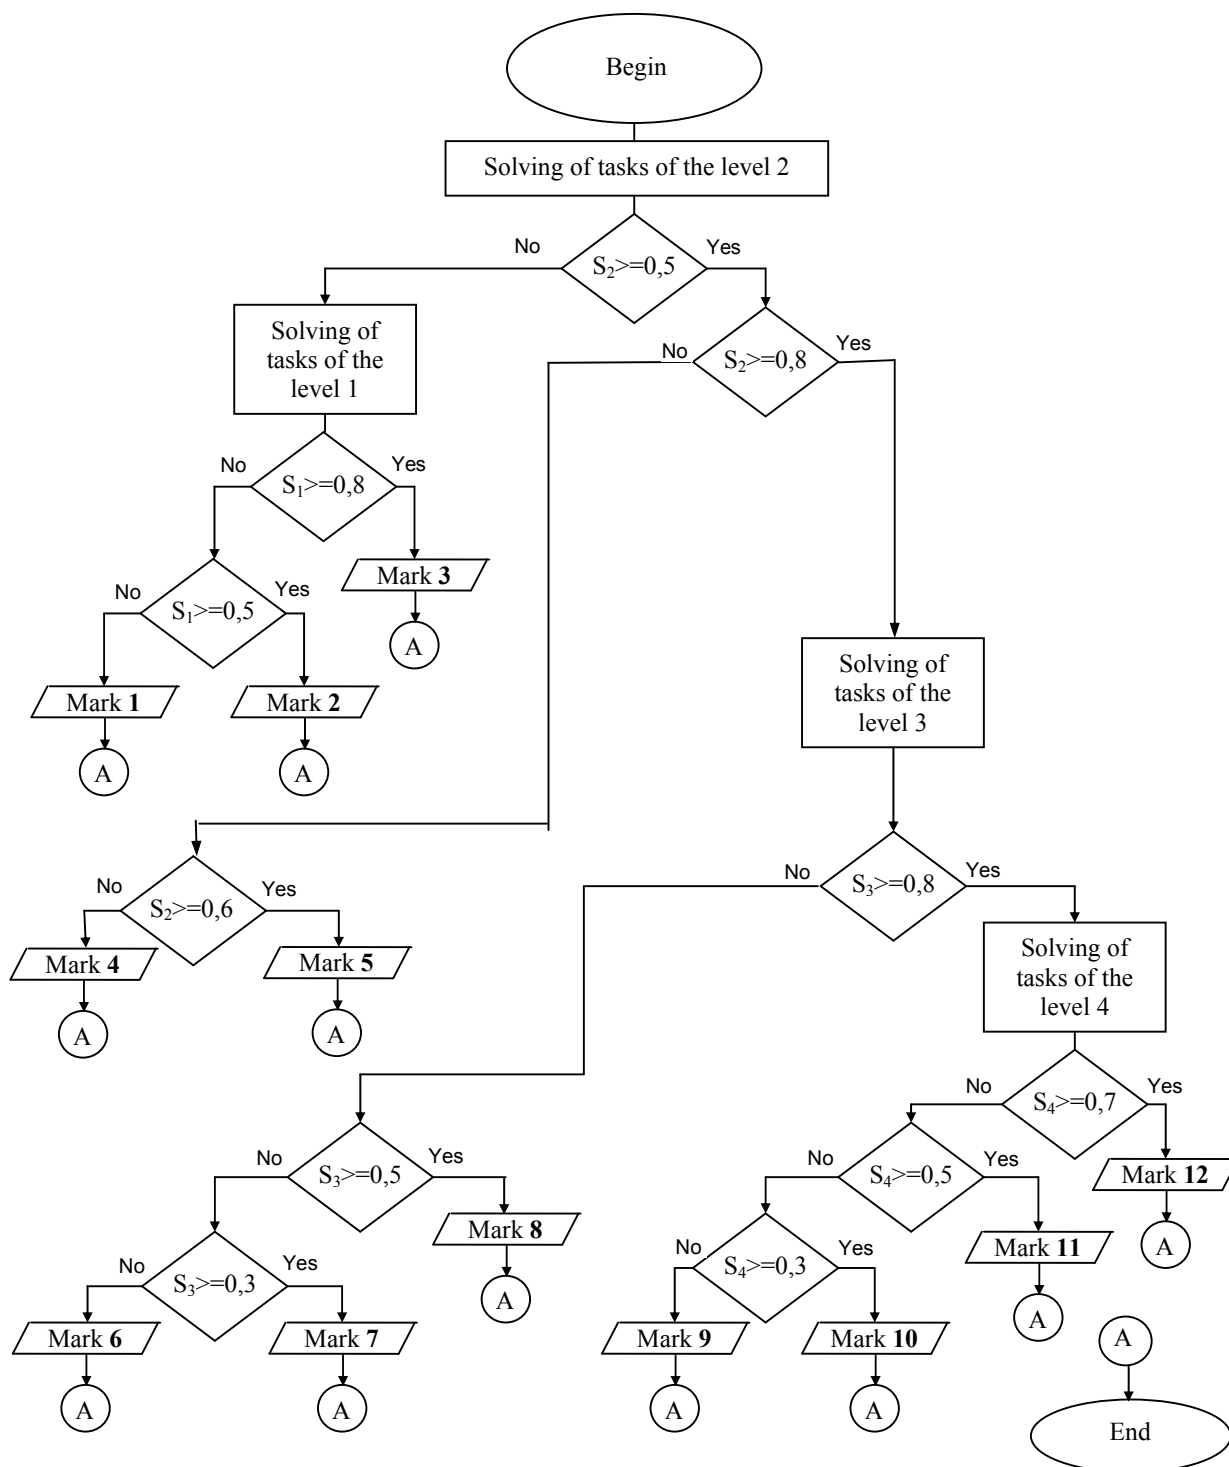 Begin
Solving of tasks of the level 2
No
Yes
S₂>=0,5
Solving of
tasks of the
level 1
No
Yes
S₂>=0,8
No
Yes
S₁>=0,8
Mark 3
No
Yes
S₁>=0,5
A
Mark 1
Mark 2
A
A
Solving of
tasks of the
level 3
No
Yes
S₂>=0,6
Mark 4
Mark 5
A
A
No
Yes
S₃>=0,8
Solving of
tasks of the
level 4
No
Yes
S₄>=0,7
Mark 12
A
No
Yes
S₃>=0,5
Mark 8
A
No
Yes
S₃>=0,3
Mark 6
Mark 7
A
A
No
Yes
S₄>=0,5
Mark 11
A
No
Yes
S₄>=0,3
Mark 9
Mark 10
A
A
A
End